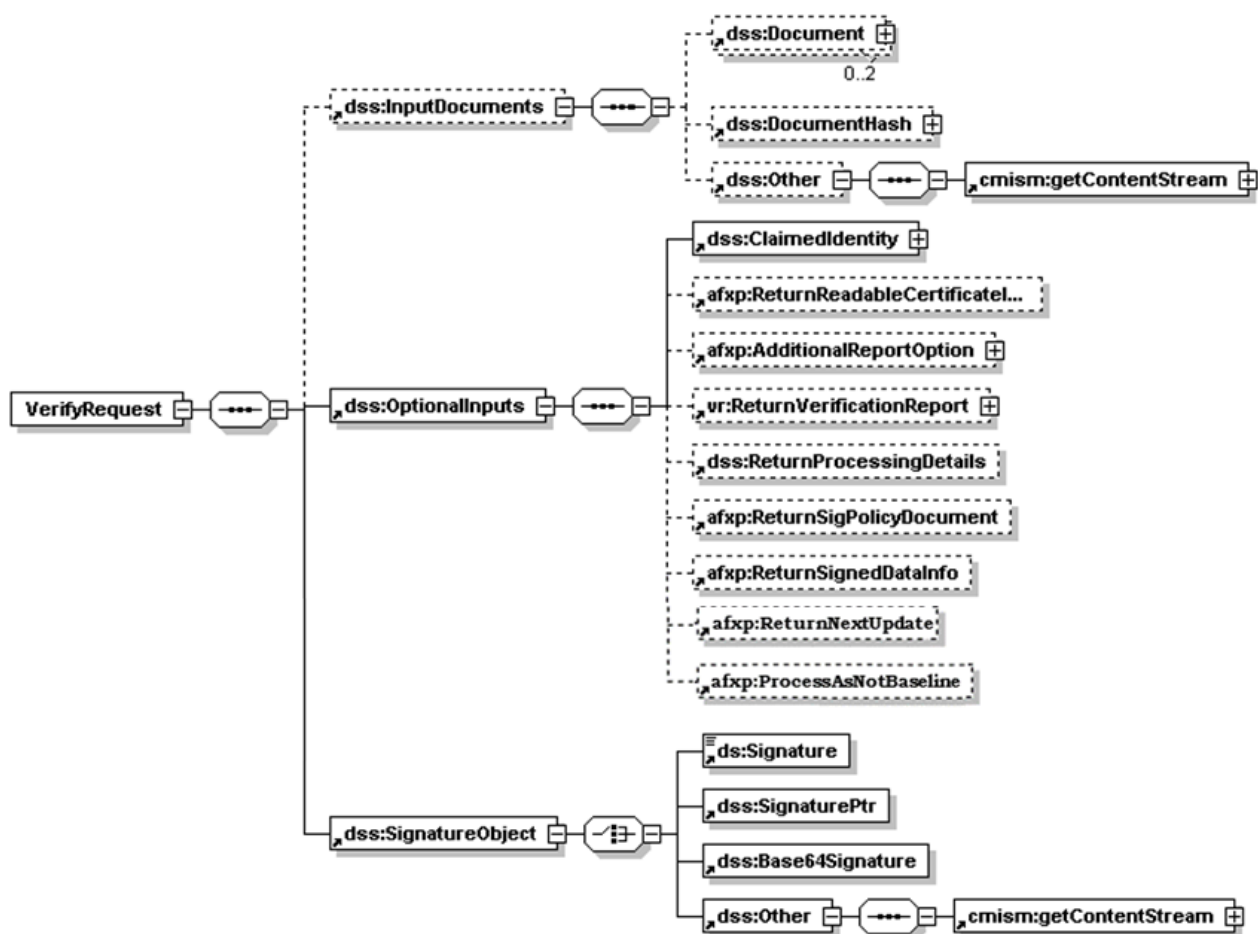 dss:Document
0..2
dss:InputDocuments
dss:DocumentHash
dss:Other
cmism:getContentStream
dss:ClaimedIdentity
afxp:ReturnReadableCertificateI...
afxp:AdditionalReportOption
VerifyRequest
dss:OptionalInputs
vr:ReturnVerificationReport
dss:ReturnProcessingDetails
afxp:ReturnSigPolicyDocument
afxp:ReturnSignedDataInfo
afxp:ReturnNextUpdate
afxp:ProcessAsNotBaseline
ds:Signature
dss:SignaturePtr
dss:SignatureObject
dss:Base64Signature
dss:Other
cmism:getContentStream